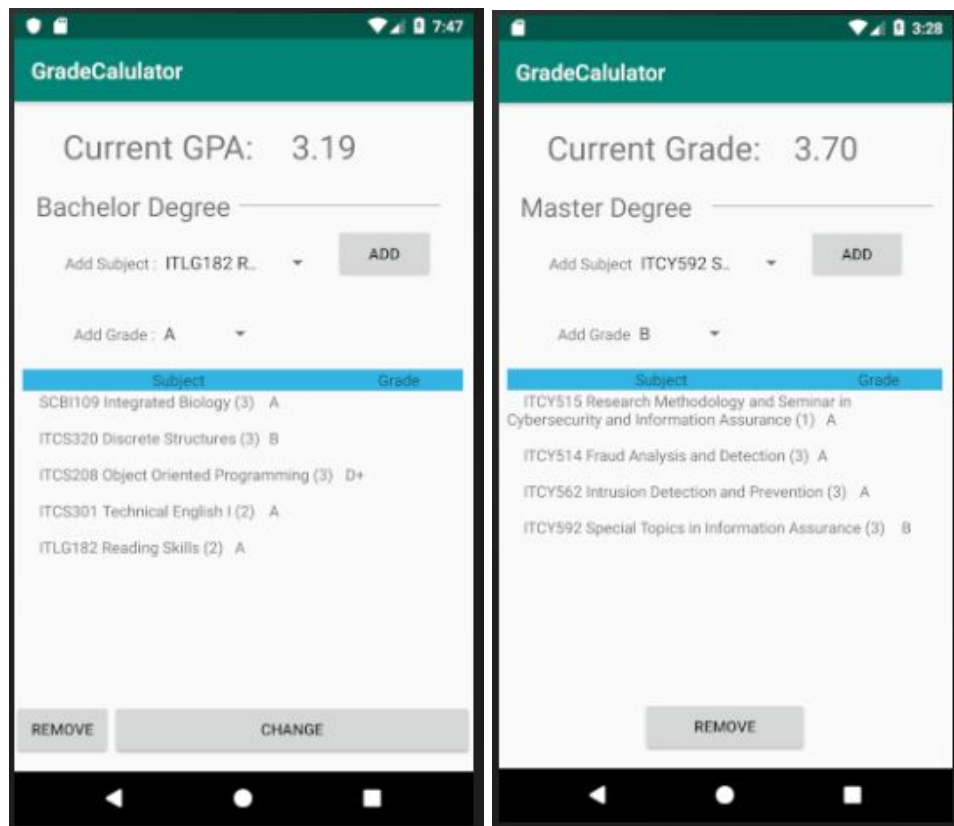 7:47
GradeCalulator
Current GPA: 3.19
Bachelor Degree
Add Subject : ITLG182 R..
ADD
Add Grade : A
Subject Grade
SCBI109 Integrated Biology (3) A
ITCS320 Discrete Structures (3) B
ITCS208 Object Oriented Programming (3) D+
ITCS301 Technical English I (2) A
ITLG182 Reading Skills (2) A
REMOVE CHANGE
3:28
GradeCalulator
Current Grade: 3.70
Master Degree
Add Subject ITCY592 S..
ADD
Add Grade B
Subject Grade
ITCY515 Research Methodology and Seminar in
Cybersecurity and Information Assurance (1) A
ITCY514 Fraud Analysis and Detection (3) A
ITCY562 Intrusion Detection and Prevention (3) A
ITCY592 Special Topics in Information Assurance (3) B
REMOVE